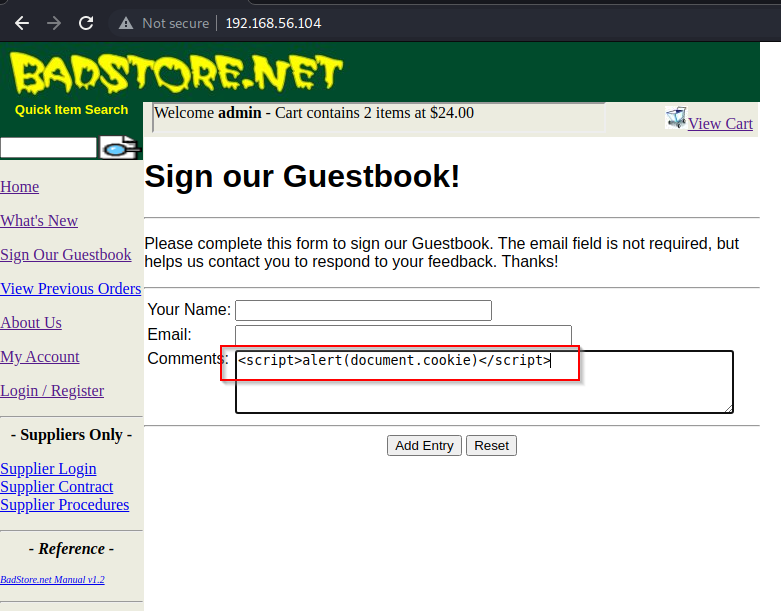 Not secure 192.168.56.104
BADSTORE.NET
Quick Item Search
Welcome admin - Cart contains 2 items at $24.00
View Cart
Home
What's New
Sign Our Guestbook
View Previous Orders
About Us
My Account
Login / Register
- Suppliers Only -
Supplier Login
Supplier Contract
Supplier Procedures
- Reference -
BadStore.net Manual v1.2
Sign our Guestbook!
Please complete this form to sign our Guestbook. The email field is not required, but
helps us contact you to respond to your feedback. Thanks!
Your Name:
Email:
Comments: <script>alert(document.cookie)</script>
Add Entry Reset